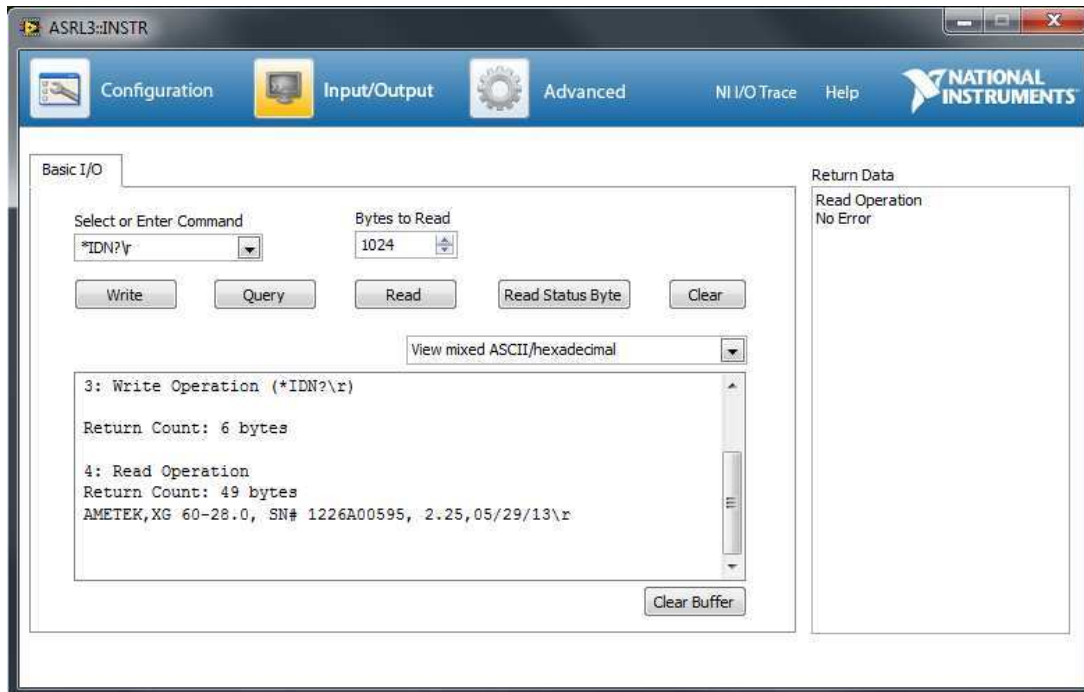 ASRL3::INSTR
Configuration
Input/Output
Advanced
NI I/O Trace
Help
NATIONAL
INSTRUMENTS
Basic I/O
Select or Enter Command
*IDN?\r
Bytes to Read
1024
Write
Query
Read
Read Status Byte
Clear
View mixed ASCII/hexadecimal
3: Write Operation (*IDN?\r)
Return Count: 6 bytes
4: Read Operation
Return Count: 49 bytes
AMETEK,XG 60-28.0, SN# 1226A00595, 2.25,05/29/13\r
Clear Buffer
Return Data
Read Operation
No Error